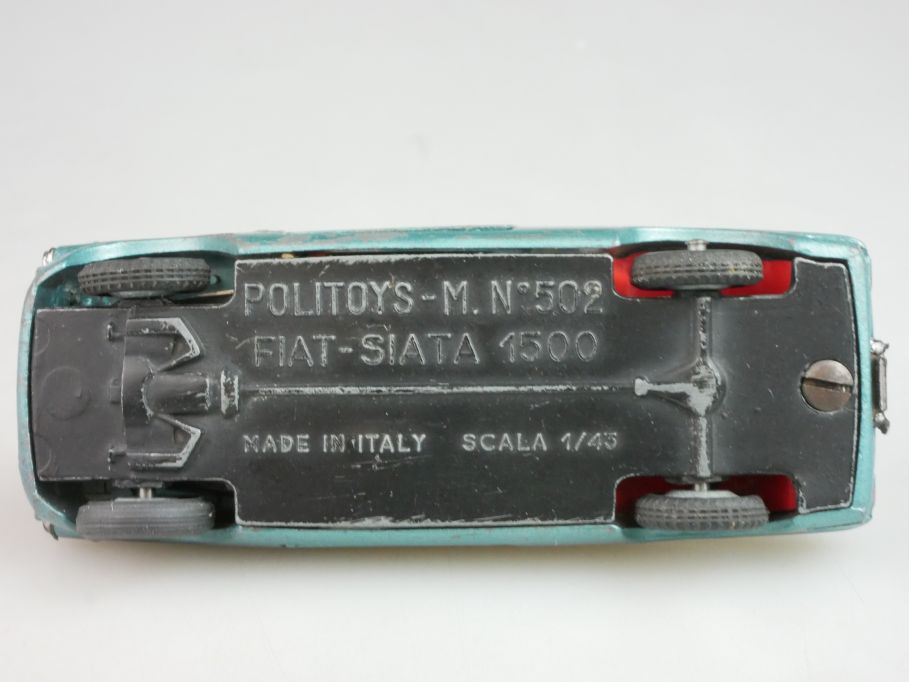 POLITOYS-M. N°502
FIAT-SIATA 1500
MADE IN ITALY SCALA 1/43